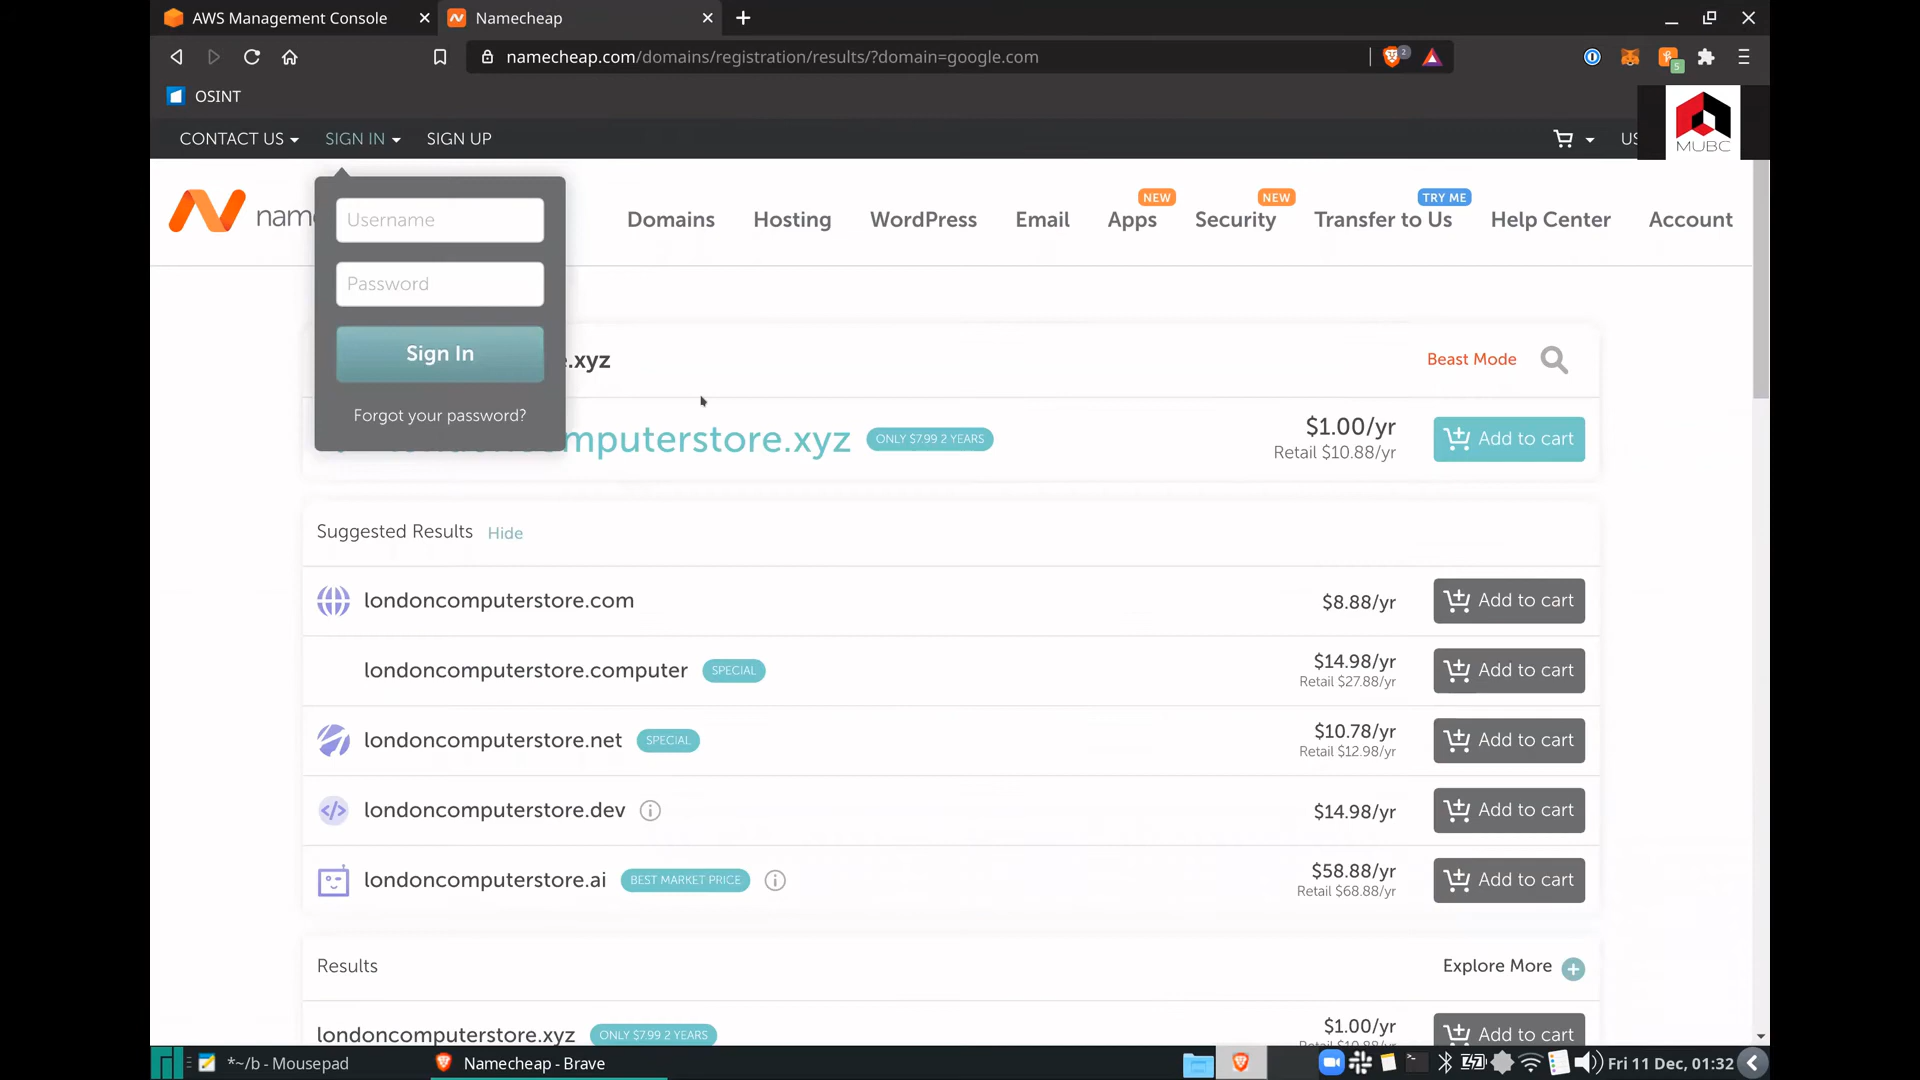 AWS Management Console
Namecheap
namecheap.com/domains/registration/results/?domain=google.com
2
5
OSINT
CONTACT US
SIGN IN
SIGN UP
MUBC
Username
Password
Sign In
Forgot your password?
Domains
Hosting
WordPress
Email
NEW
Apps
NEW
Security
TRY ME
Transfer to Us
Help Center
Account
.xyz
Beast Mode
mputerstore.xyz
ONLY $7.99 2 YEARS
$1.00/yr
Retail $10.88/yr
Add to cart
Suggested Results
Hide
londoncomputerstore.com
$8.88/yr
Add to cart
londoncomputerstore.computer
SPECIAL
$14.98/yr
Retail $27.88/yr
Add to cart
londoncomputerstore.net
SPECIAL
$10.78/yr
Retail $12.98/yr
Add to cart
londoncomputerstore.dev
$14.98/yr
Add to cart
londoncomputerstore.ai
BEST MARKET PRICE
$58.88/yr
Retail $68.88/yr
Add to cart
Results
Explore More
londoncomputerstore.xyz
ONLY $7.99 2 YEARS
$1.00/yr
Add to cart
*~/b - Mousepad
Namecheap - Brave
Fri 11 Dec, 01:32